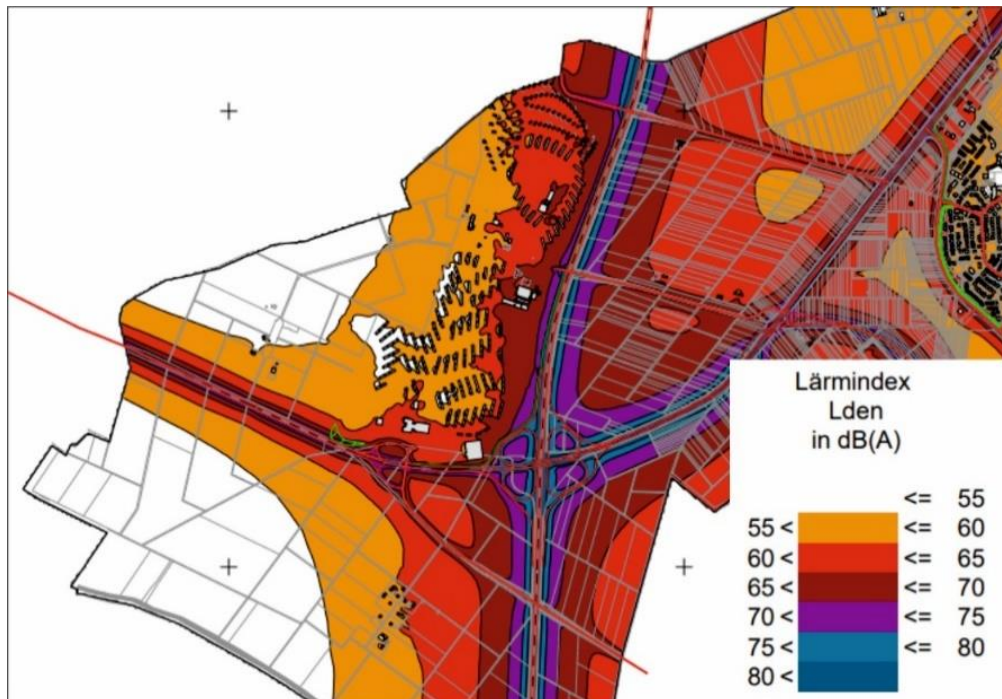 Lärmindex
Lden
in dB(A)
<= 55
55 < <= 60
60 < <= 65
65 < <= 70
70 < <= 75
75 < <= 80
80 <